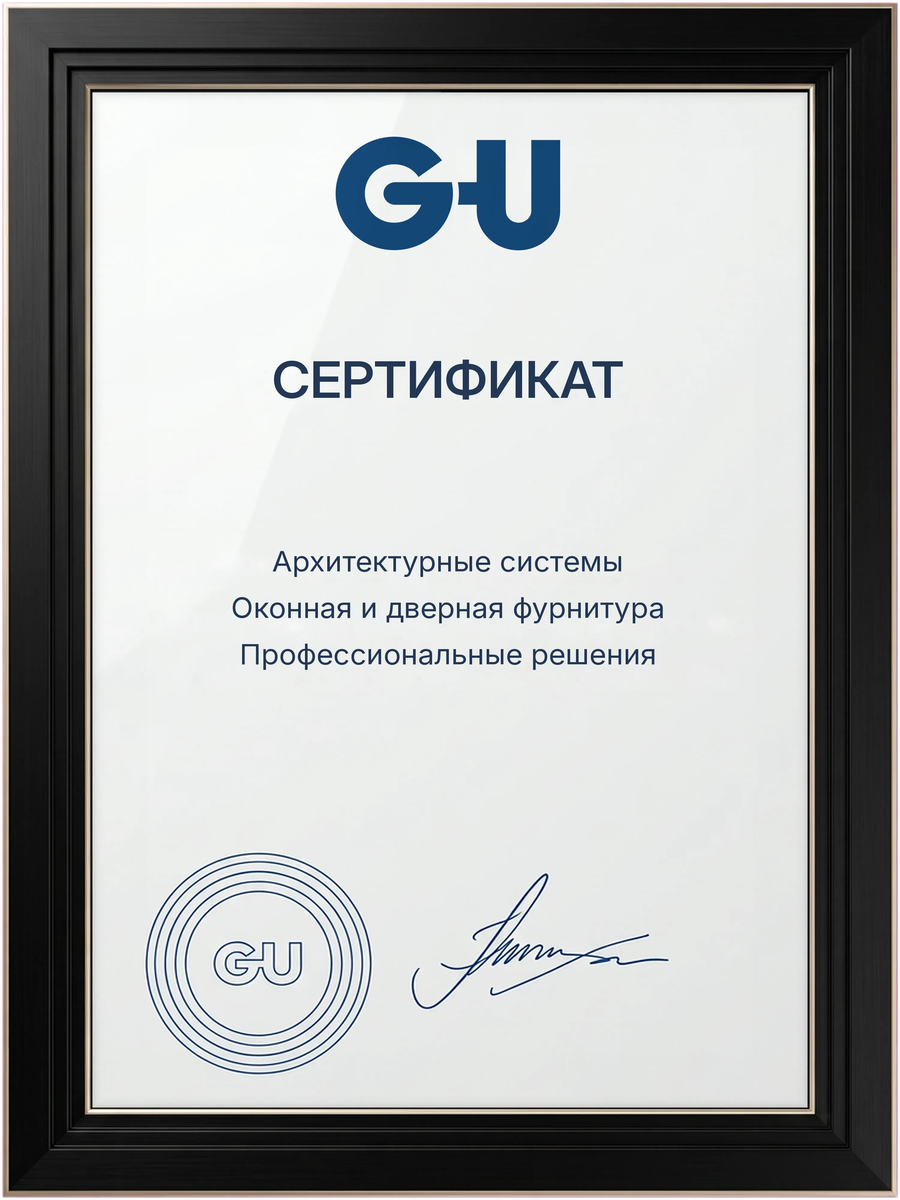 G-U
СЕРТИФИКАТ
Архитектурные системы
Оконная и дверная фурнитура
Профессиональные решения
G-U